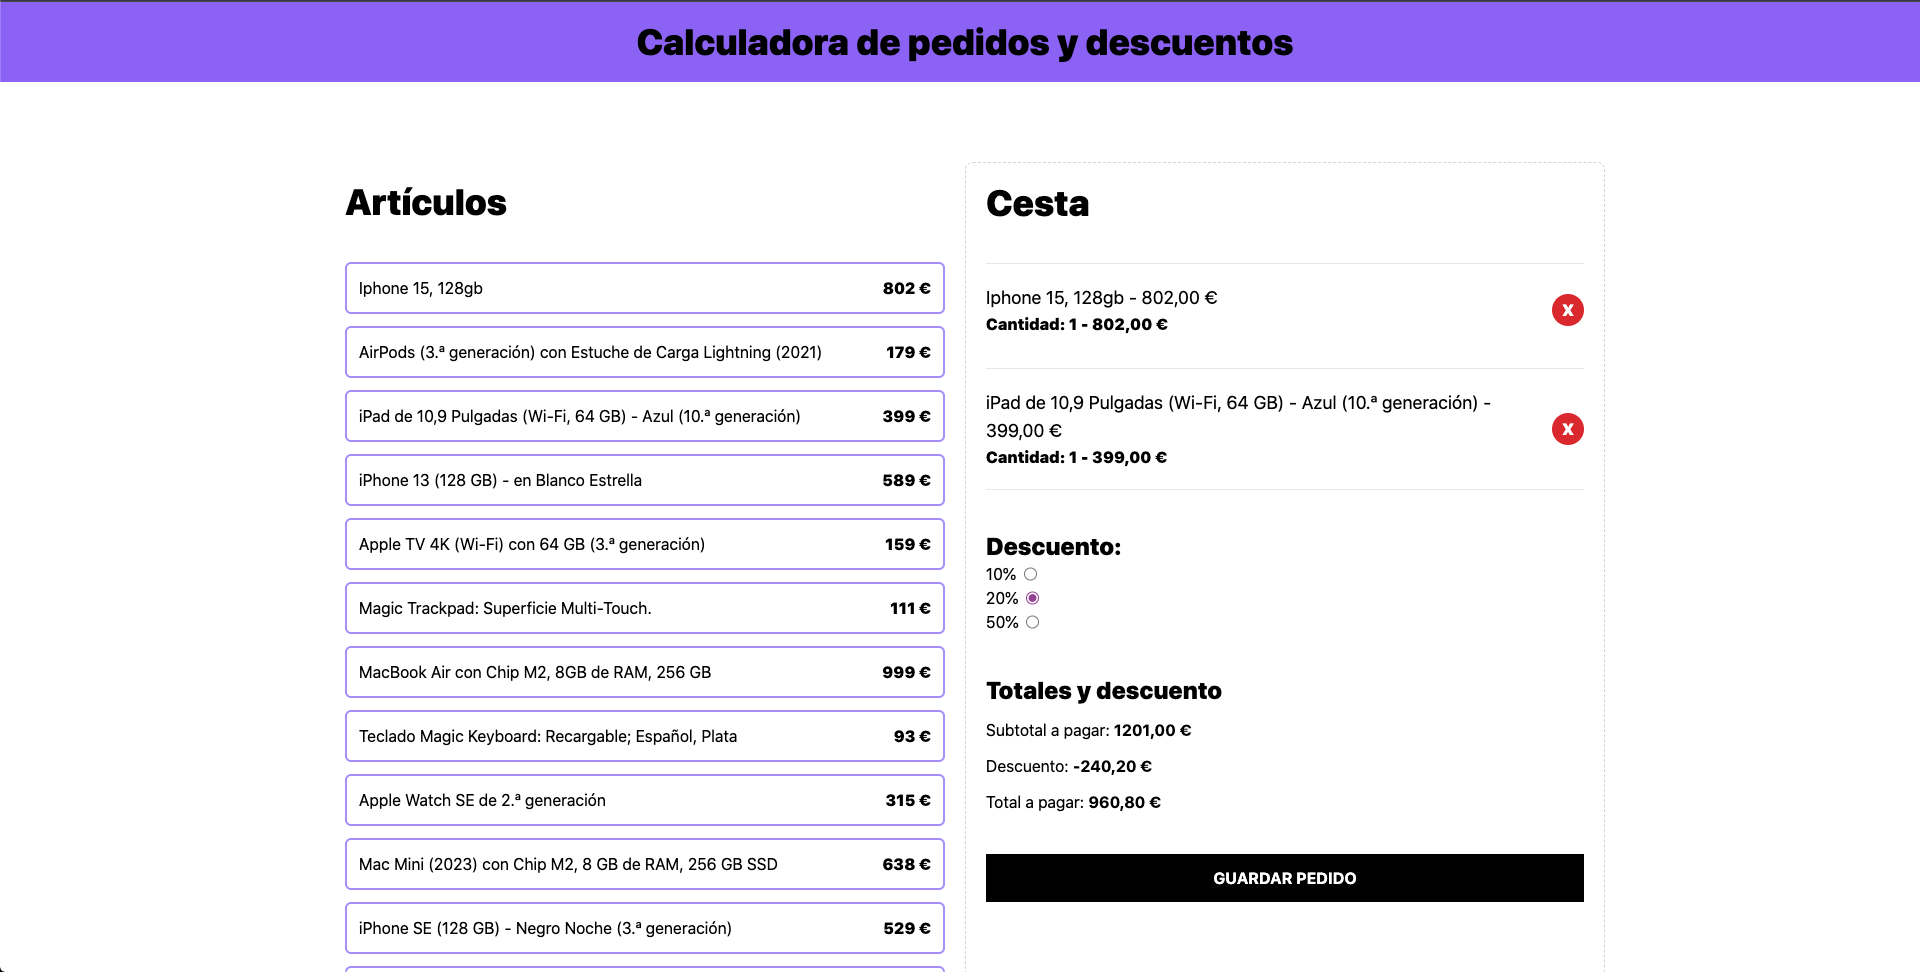 Calculadora de pedidos y descuentos
Artículos
Iphone 15, 128gb 802 €
AirPods (3.ª generación) con Estuche de Carga Lightning (2021) 179 €
iPad de 10,9 Pulgadas (Wi-Fi, 64 GB) - Azul (10.ª generación) 399 €
iPhone 13 (128 GB) - en Blanco Estrella 589 €
Apple TV 4K (Wi-Fi) con 64 GB (3.ª generación) 159 €
Magic Trackpad: Superficie Multi-Touch. 111 €
MacBook Air con Chip M2, 8GB de RAM, 256 GB 999 €
Teclado Magic Keyboard: Recargable; Español, Plata 93 €
Apple Watch SE de 2.ª generación 315 €
Mac Mini (2023) con Chip M2, 8 GB de RAM, 256 GB SSD 638 €
iPhone SE (128 GB) - Negro Noche (3.ª generación) 529 €
Cesta
Iphone 15, 128gb - 802,00 €
Cantidad: 1 - 802,00 €
X
iPad de 10,9 Pulgadas (Wi-Fi, 64 GB) - Azul (10.ª generación) -
399,00 €
Cantidad: 1 - 399,00 €
X
Descuento:
10%
20%
50%
Totales y descuento
Subtotal a pagar: 1201,00 €
Descuento: -240,20 €
Total a pagar: 960,80 €
GUARDAR PEDIDO